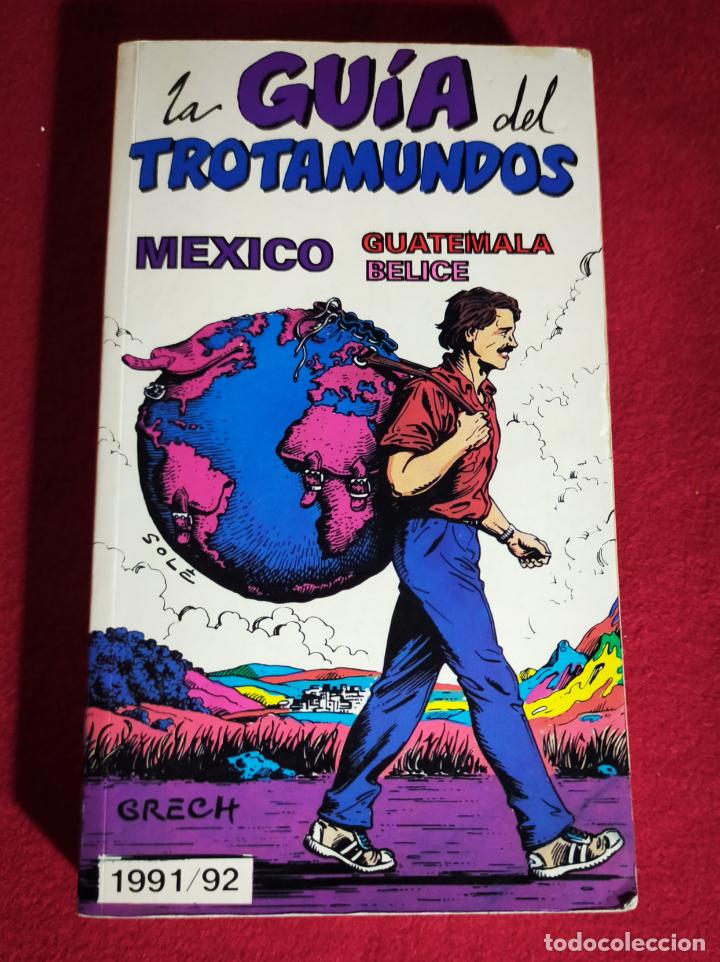 la GUÍA del
TROTAMUNDOS
MEXICO
GUATEMALA
BELICE
SOLÉ
GRECH
1991/92
todocoleccion